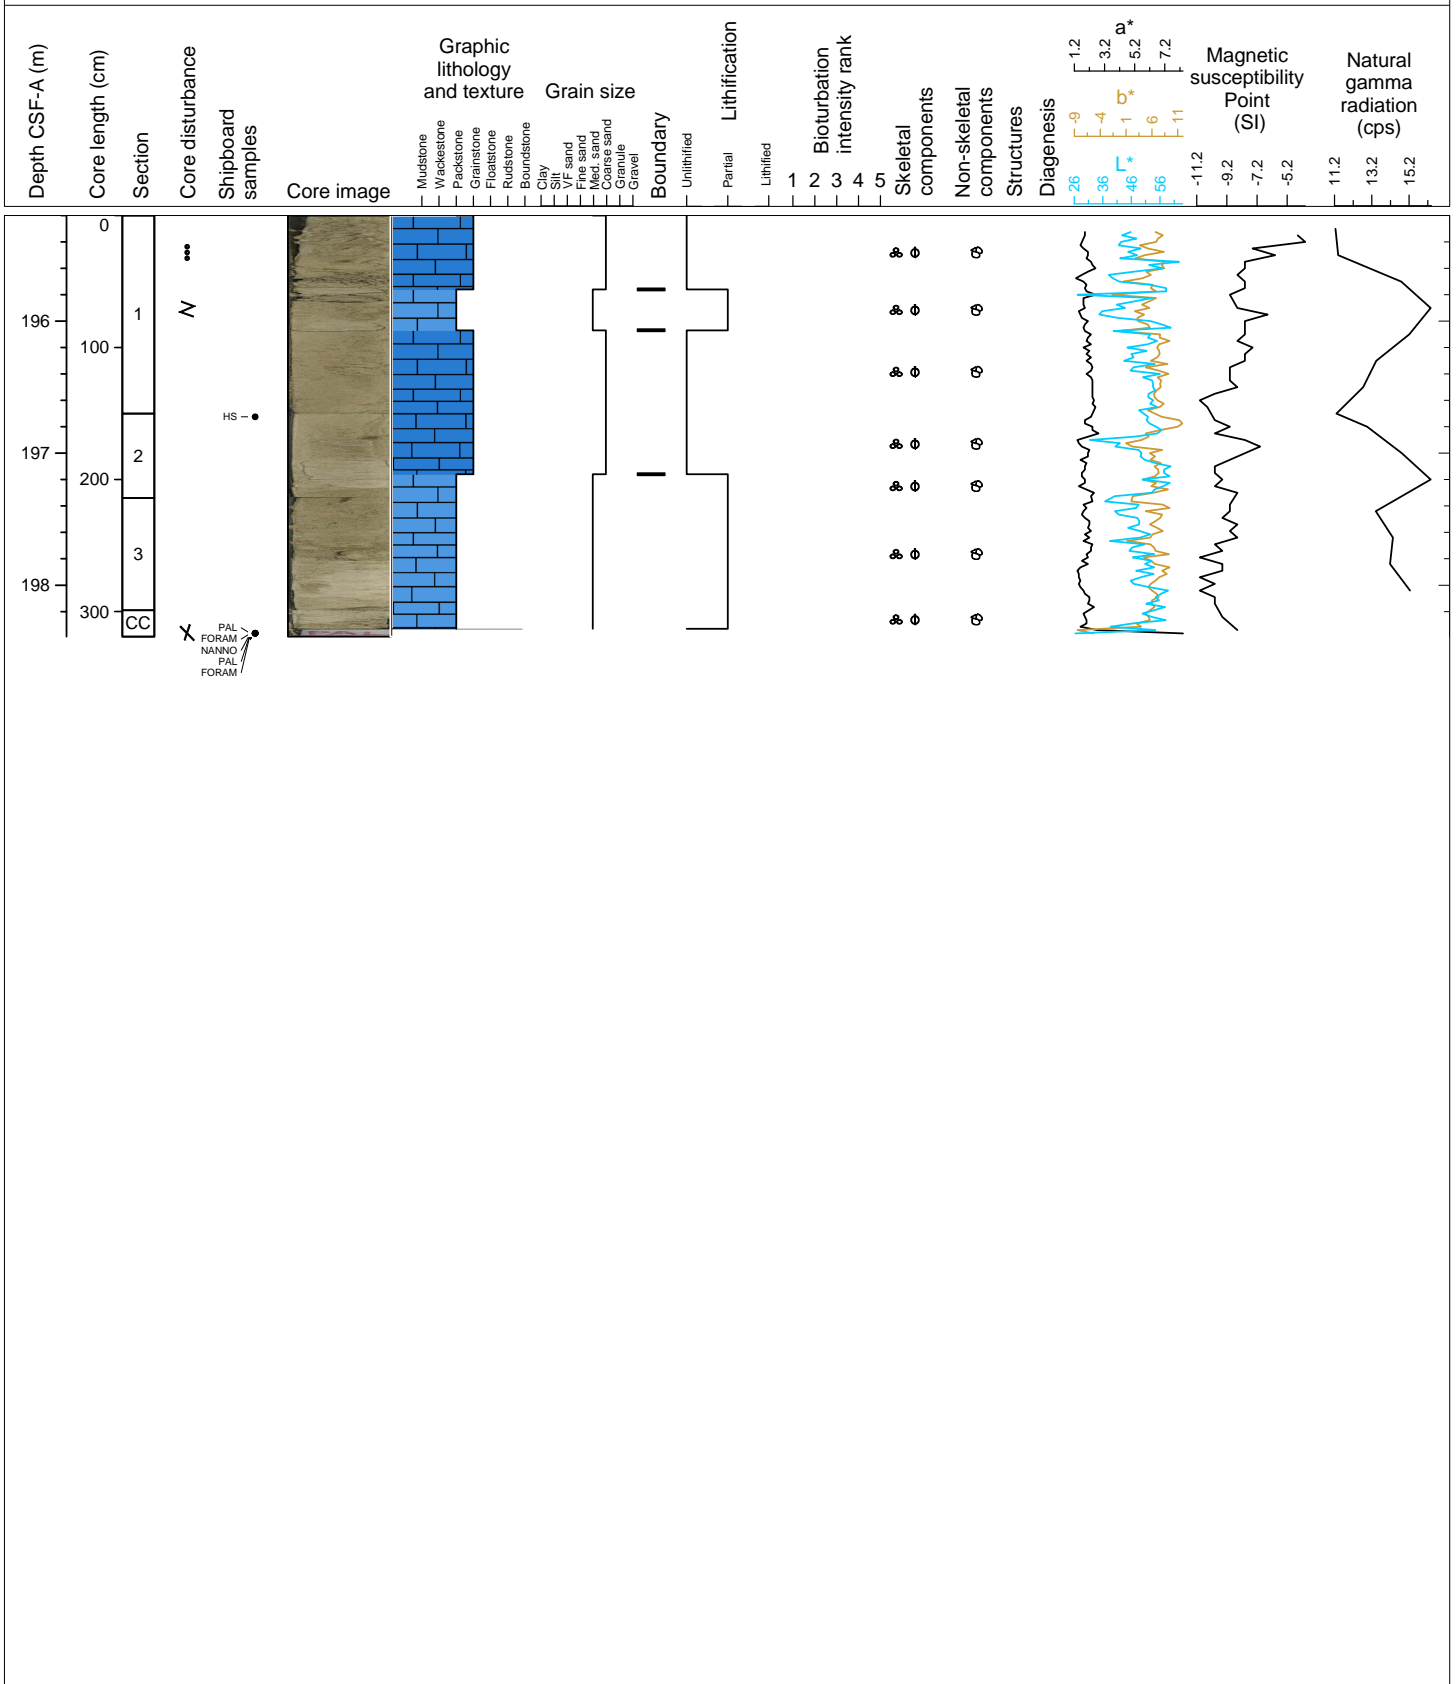 Depth CSF-A (m)
Core length (cm)
Section
Core disturbance
Shipboard
samples
Core image
Graphic
lithology
and texture
Mudstone
Wackestone
Packstone
Grainstone
Floatstone
Rudstone
Boundstone
Grain size
Clay
Silt
VF sand
Fine sand
Med. sand
Coarse sand
Granule
Gravel
Boundary
Lithification
Unlithified
Partial
Lithified
Bioturbation
intensity rank
1 2 3 4 5
Skeletal
components
Non-skeletal
components
Structures
Diagenesis
a*
1.2 3.2 5.2 7.2
b*
-9 -4 1 6 11
L*
26 36 46 56
Magnetic
susceptibility
Point
(SI)
-11.2 -9.2 -7.2 -5.2
Natural
gamma
radiation
(cps)
11.2 13.2 15.2
0
1
196
100
HS
197
2
200
3
198
300
CC
PAL
FORAM
NANNO
PAL
FORAM